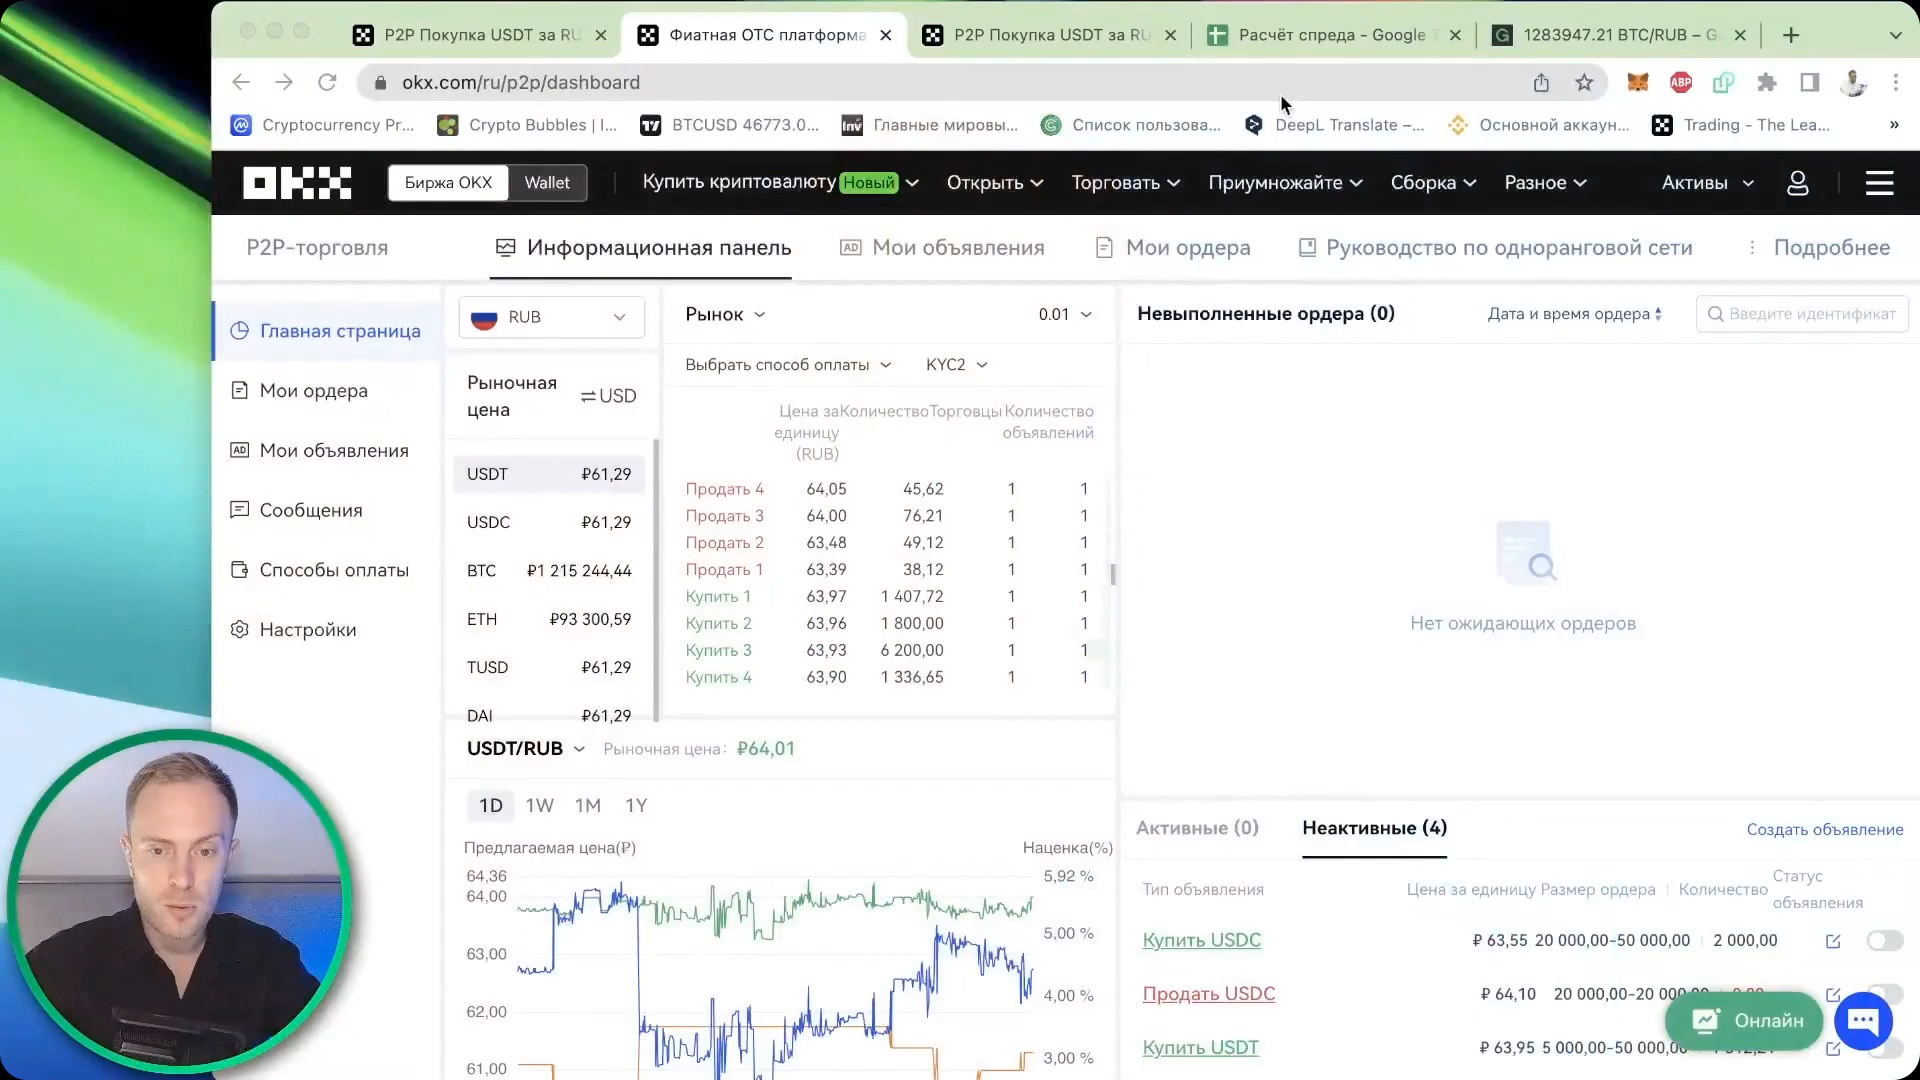 P2P Покупка USDT за RU
Фиатная ОТС платформа
P2P Покупка USDT за RU
Расчёт спреда - Google
1283947.21 BTC/RUB – G
okx.com/ru/p2p/dashboard
ABP
Cryptocurrency Pr...
Crypto Bubbles | I...
BTCUSD 46773.0...
Inv
Главные мировы...
Список пользова...
DeepL Translate –...
Основной аккаун...
Trading - The Lea...
»
OKX
Биржа OKX
Wallet
Купить криптовалюту
Новый
Открыть
Торговать
Приумножайте
Сборка
Разное
Активы
P2P-торговля
Информационная панель
AD
Мои объявления
Мои ордера
Руководство по одноранговой сети
Подробнее
Главная страница
Мои ордера
AD
Мои объявления
Сообщения
Способы оплаты
Настройки
RUB
Рыночная
цена
⇌USD
USDT ₽61,29
USDC ₽61,29
BTC ₽1 215 244,44
ETH ₽93 300,59
TUSD ₽61,29
DAI ₽61,29
Рынок
0.01
Выбрать способ оплаты
KYC2
Цена за Количество Торговцы Количество
единицу объявлений
(RUB)
Продать 4 64,05 45,62 1 1
Продать 3 64,00 76,21 1 1
Продать 2 63,48 49,12 1 1
Продать 1 63,39 38,12 1 1
Купить 1 63,97 1 407,72 1 1
Купить 2 63,96 1 800,00 1 1
Купить 3 63,93 6 200,00 1 1
Купить 4 63,90 1 336,65 1 1
Невыполненные ордера (0)
Дата и время ордера
Введите идентификат
Нет ожидающих ордеров
USDT/RUB
Рыночная цена: ₽64,01
1D 1W 1M 1Y
Предлагаемая цена(₽)
Наценка(%)
64,36
64,00
63,00
62,00
61,00
5,92 %
5,00 %
4,00 %
3,00 %
Активные (0)
Неактивные (4)
Создать объявление
Тип объявления
Цена за единицу Размер ордера
Количество
Статус
объявления
Купить USDC ₽ 63,55 20 000,00-50 000,00 2 000,00
Продать USDC ₽ 64,10 20 000,00-20 000
Купить USDT ₽ 63,95 5 000,00-50 000,00
Онлайн